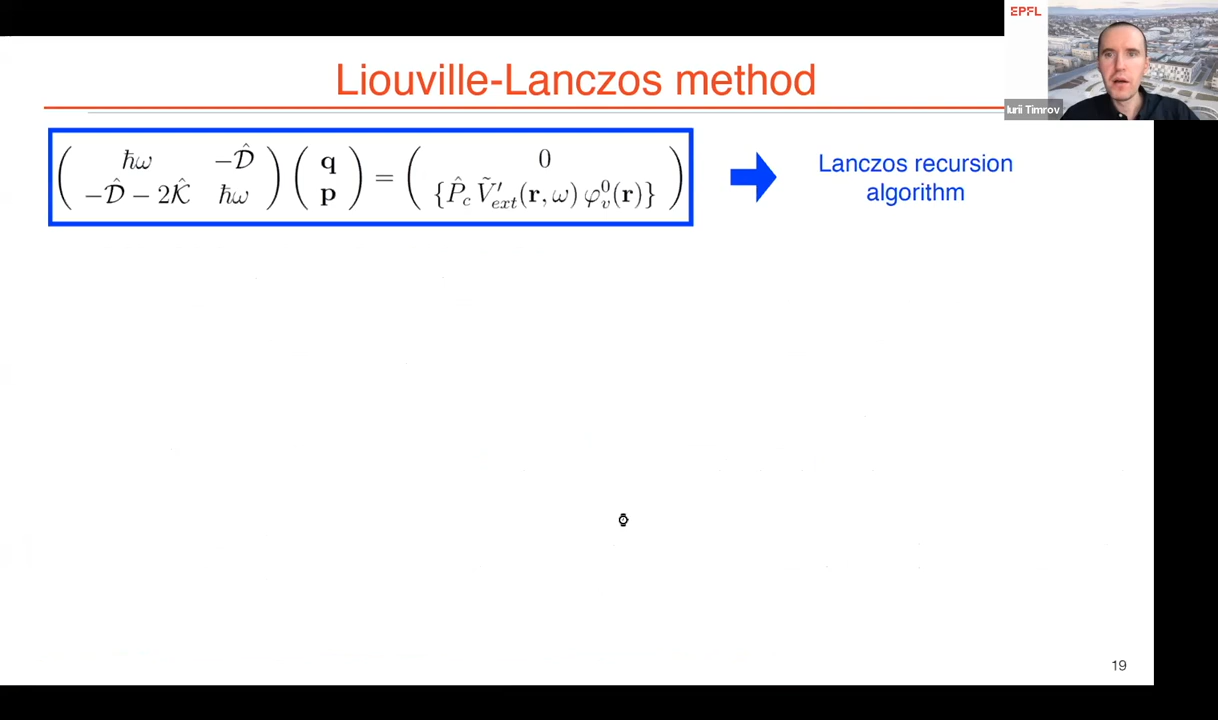 EPFL
Iurii Timrov
Liouville-Lanczos method
( ħω −𝒟̂ ) ( q ) = ( 0 )
( −𝒟̂ − 2𝒦̂ ħω ) ( p ) ( {P̂_c Ṽ′_ext(r, ω) φ_v^0(r)} )
Lanczos recursion
algorithm
19